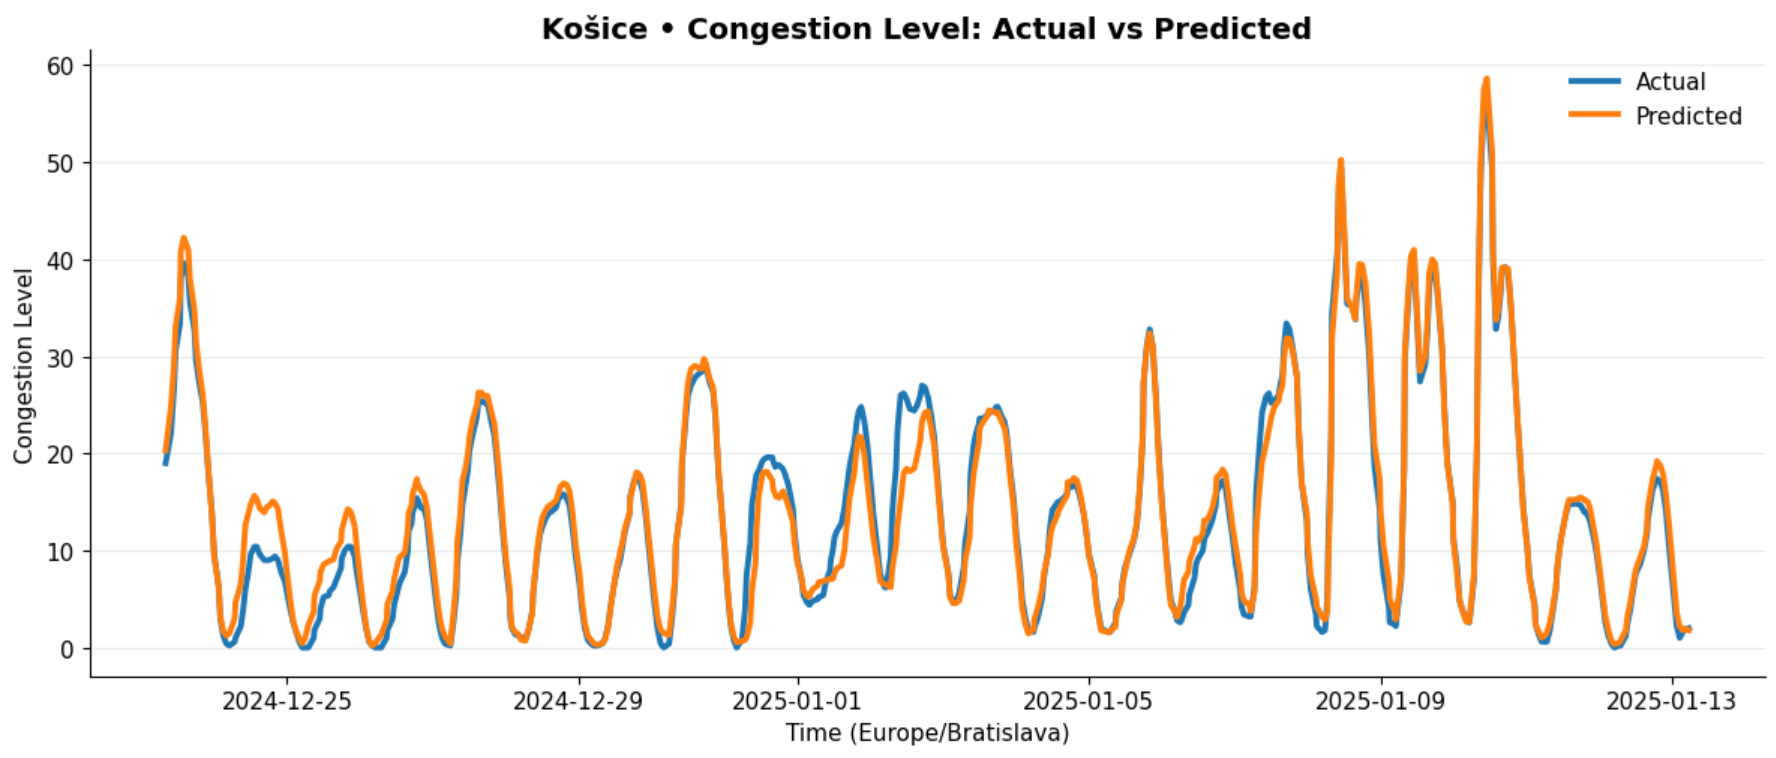 Košice • Congestion Level: Actual vs Predicted
Actual
Predicted
Congestion Level
60
50
40
30
20
10
0
2024-12-25
2024-12-29
2025-01-01
2025-01-05
2025-01-09
2025-01-13
Time (Europe/Bratislava)